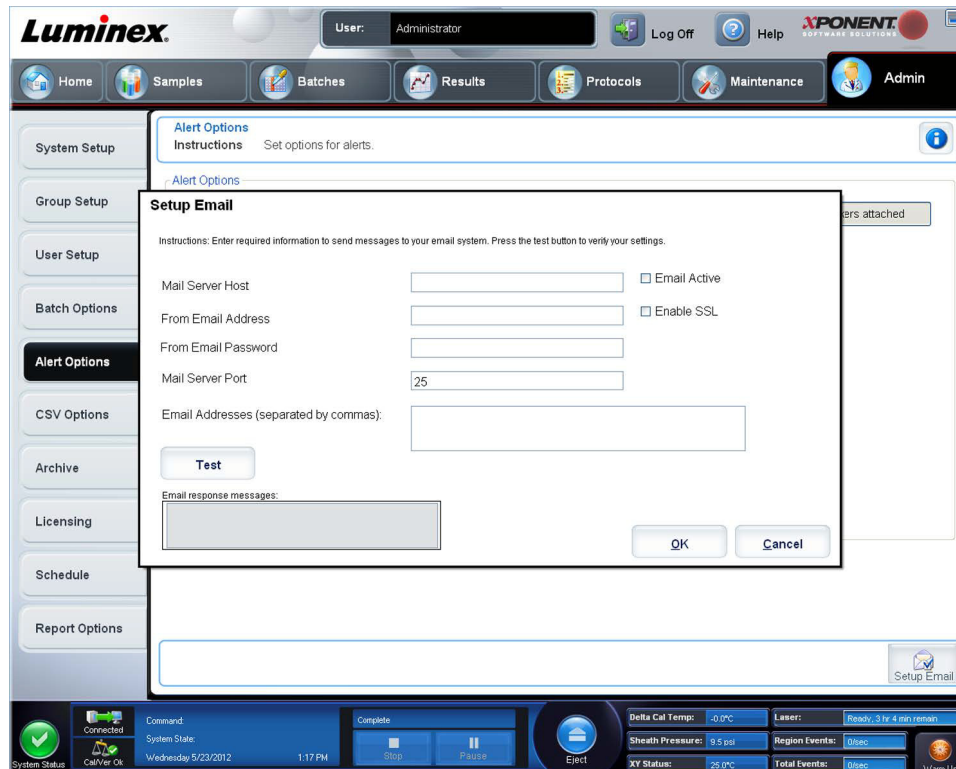 Luminex.
User: Administrator
Log Off
Help
XPONENT.
SOFTWARE SOLUTIONS
Home
Samples
Batches
Results
Protocols
Maintenance
Admin
System Setup
Group Setup
User Setup
Batch Options
Alert Options
CSV Options
Archive
Licensing
Schedule
Report Options
Alert Options
Instructions Set options for alerts.
Alert Options
ers attached
Setup Email
Instructions: Enter required information to send messages to your email system. Press the test button to verify your settings.
Mail Server Host
Email Active
From Email Address
Enable SSL
From Email Password
Mail Server Port 25
Email Addresses (separated by commas):
Test
Email response messages:
OK
Cancel
Setup Email
System Status
Connected
Cal/Ver Ok
Command:
System State:
Wednesday 5/23/2012 1:17 PM
Complete
Stop
Pause
Eject
Delta Cal Temp: -0.0°C
Sheath Pressure: 9.5 psi
XY Status: 25.0°C
Laser: Ready, 3 hr 4 min remain
Region Events: 0/sec
Total Events: 0/sec